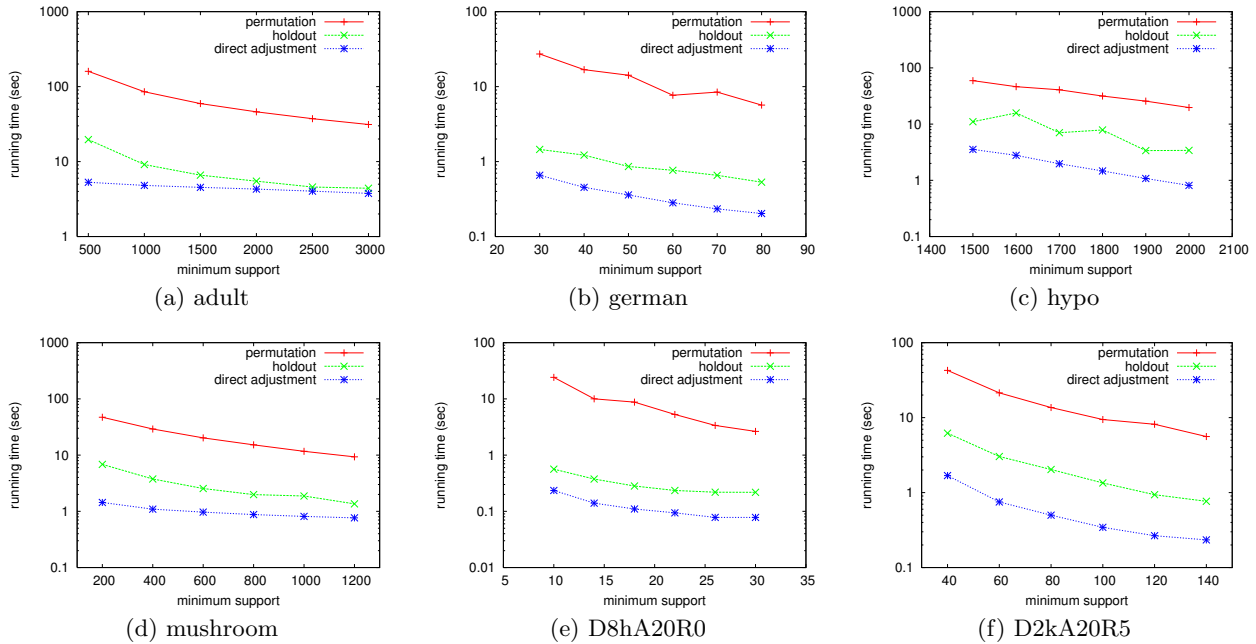 1000
100
10
1
500 1000 1500 2000 2500 3000
running time (sec)
minimum support
permutation
holdout
direct adjustment
(a) adult
100
10
1
0.1
20 30 40 50 60 70 80 90
running time (sec)
minimum support
permutation
holdout
direct adjustment
(b) german
1000
100
10
1
0.1
1400 1500 1600 1700 1800 1900 2000 2100
running time (sec)
minimum support
permutation
holdout
direct adjustment
(c) hypo
1000
100
10
1
0.1
200 400 600 800 1000 1200
running time (sec)
minimum support
permutation
holdout
direct adjustment
(d) mushroom
100
10
1
0.1
0.01
5 10 15 20 25 30 35
running time (sec)
minimum support
permutation
holdout
direct adjustment
(e) D8hA20R0
100
10
1
0.1
40 60 80 100 120 140
running time (sec)
minimum support
permutation
holdout
direct adjustment
(f) D2kA20R5